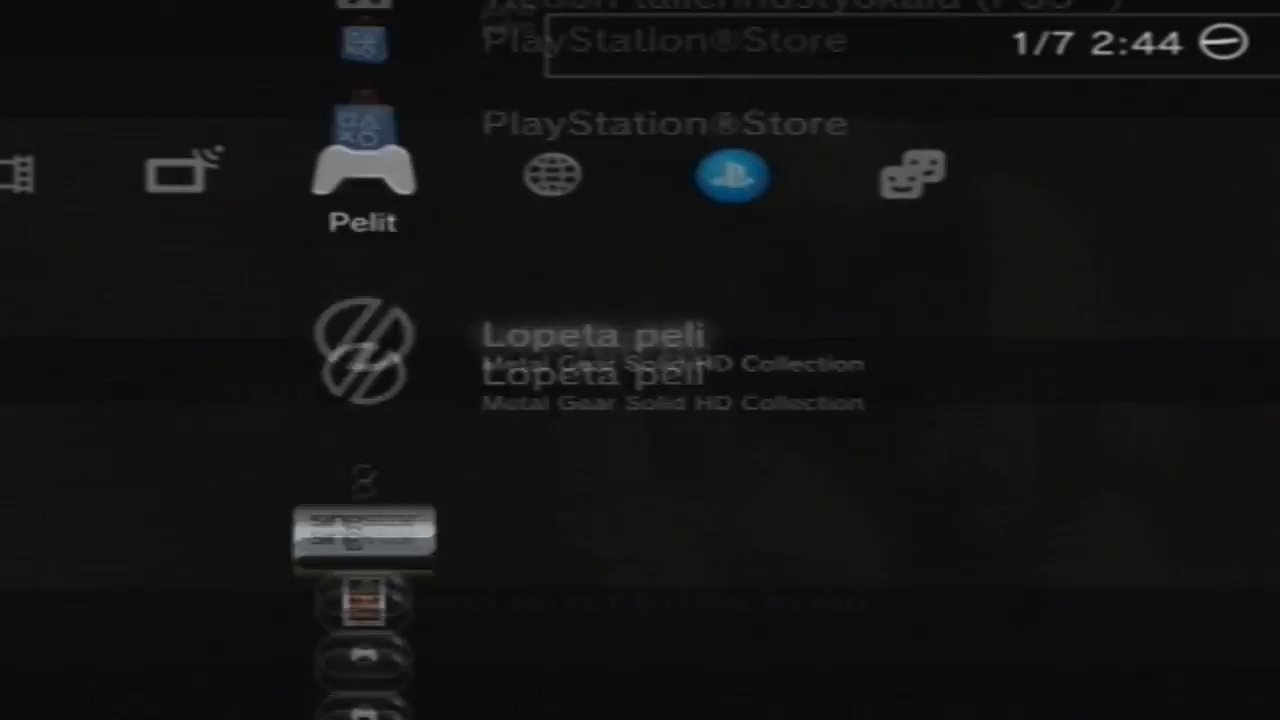 PlayStation®Store
1/7 2:44
PlayStation®Store
Pelit
Lopeta peli
Metal Gear Solid HD Collection
Lopeta peli
Metal Gear Solid HD Collection